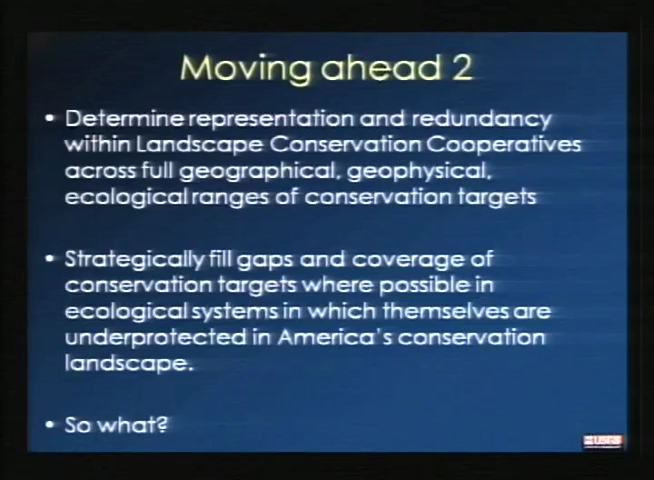 Moving ahead 2
• Determine representation and redundancy
within Landscape Conservation Cooperatives
across full geographical, geophysical,
ecological ranges of conservation targets
• Strategically fill gaps and coverage of
conservation targets where possible in
ecological systems in which themselves are
underprotected in America's conservation
landscape.
• So what?